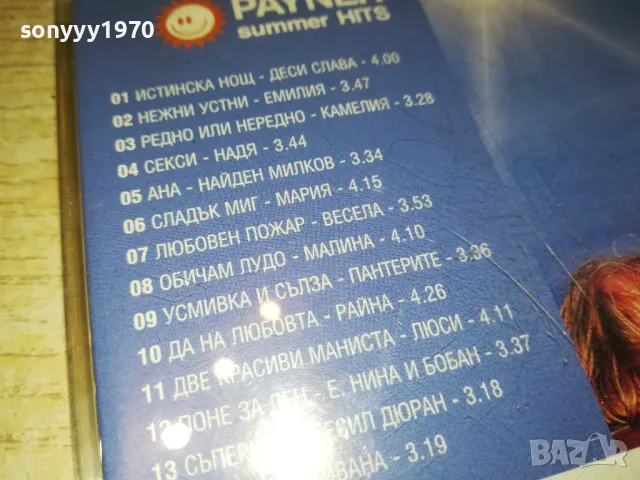 sonyyy1970
PAYNER
summer HITS
01 ИСТИНСКА НОЩ - ДЕСИ СЛАВА - 4.00
02 НЕЖНИ УСТНИ - ЕМИЛИЯ - 3.47
03 РЕДНО ИЛИ НЕРЕДНО - КАМЕЛИЯ - 3.28
04 СЕКСИ - НАДЯ - 3.44
05 АНА - НАЙДЕН МИЛКОВ - 3.34
06 СЛАДЪК МИГ - МАРИЯ - 4.15
07 ЛЮБОВЕН ПОЖАР - ВЕСЕЛА - 3.53
08 ОБИЧАМ ЛУДО - МАЛИНА - 4.10
09 УСМИВКА И СЪЛЗА - ПАНТЕРИТЕ - 3.36
10 ДА НА ЛЮБОВТА - РАЙНА - 4.26
11 ДВЕ КРАСИВИ МАНИСТА - ЛЮСИ - 4.11
12 ПОНЕ ЗА ДЕН - Е. НИНА И БОБАН - 3.37
13 ДЮРАН - 3.18
- 3.19
BAZAR